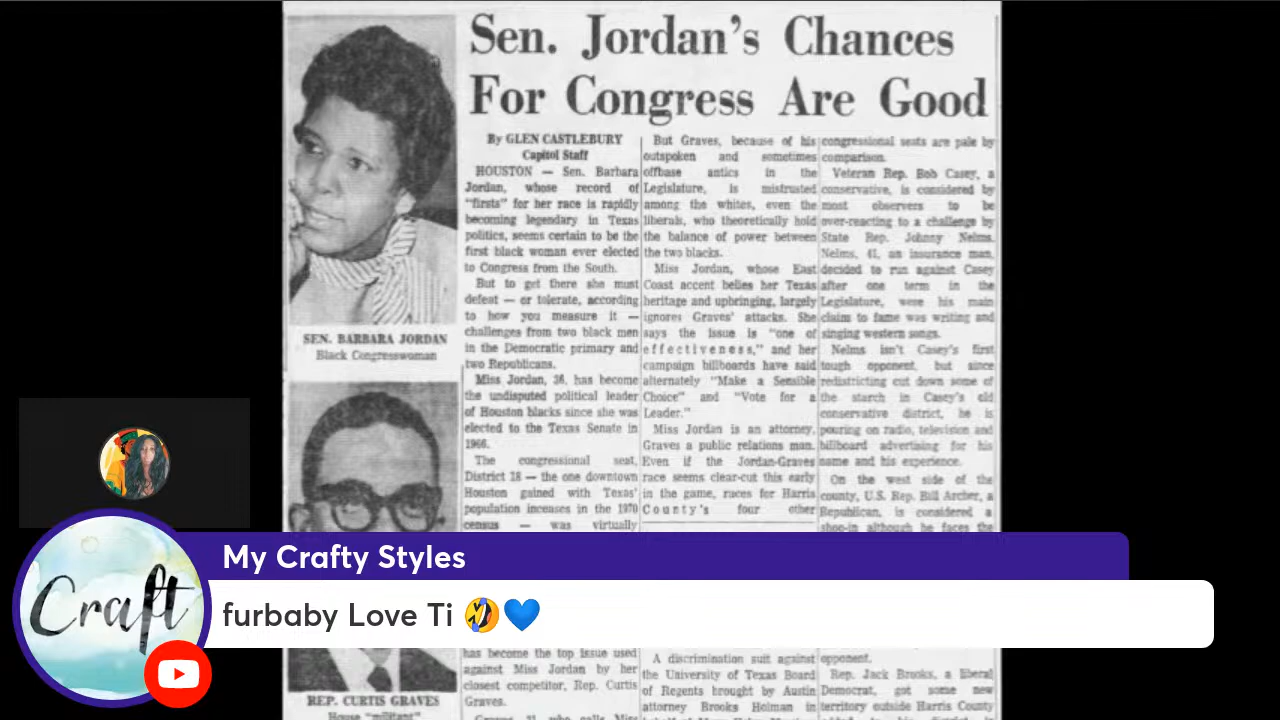 Sen. Jordan's Chances
For Congress Are Good
By GLEN CASTLEBURY
Capitol Staff
HOUSTON — Sen. Barbara
Jordan, whose record of
"firsts" for her race is rapidly
becoming legendary in Texas
politics, seems certain to be the
first black woman ever elected
to Congress from the South.
But to get there she must
defeat — or tolerate, according
to how you measure it —
challenges from two black men
in the Democratic primary and
two Republicans.
Miss Jordan, 36, has become
the undisputed political leader
of Houston blacks since she was
elected to the Texas Senate in
1966.
The congressional seat,
District 18 — the one downtown
Houston gained with Texas'
population increases in the 1970
census — was virtually
has become the top issue used
against Miss Jordan by her
closest competitor, Rep. Curtis
Graves.
But Graves, because of his
outspoken and sometimes
offbase antics in the
Legislature, is mistrusted
among the whites, even the
liberals, who theoretically hold
the balance of power between
the two blacks.
Miss Jordan, whose East
Coast accent belies her Texas
heritage and upbringing, largely
ignores Graves' attacks. She
says the issue is "one of
effectiveness," and her
campaign billboards have said
alternately "Make a Sensible
Choice" and "Vote for a
Leader."
Miss Jordan is an attorney,
Graves a public relations man.
Even if the Jordan-Graves
race seems clear-cut this early
in the game, races for Harris
County's four other
A discrimination suit against
the University of Texas Board
of Regents brought by Austin
attorney Brooks Holman in
congressional seats are pale by
comparison.
Veteran Rep. Bob Casey, a
conservative, is considered by
most observers to be
over-reacting to a challenge by
State Rep. Johnny Nelms.
Nelms, 41, an insurance man,
decided to run against Casey
after one term in the
Legislature, were his main
claim to fame was writing and
singing western songs.
Nelms isn't Casey's first
tough opponent, but since
redistricting cut down some of
the starch in Casey's old
conservative district, he is
pouring on radio, television and
billboard advertising for his
name and his experience.
On the west side of the
county, U.S. Rep. Bill Archer, a
Republican, is considered a
shoo-in although he faces the
opponent.
Rep. Jack Brooks, a liberal
Democrat, got some new
territory outside Harris County
SEN. BARBARA JORDAN
Black Congresswoman
REP. CURTIS GRAVES
House "militant"
Craft
My Crafty Styles
furbaby Love Ti 🤣💙